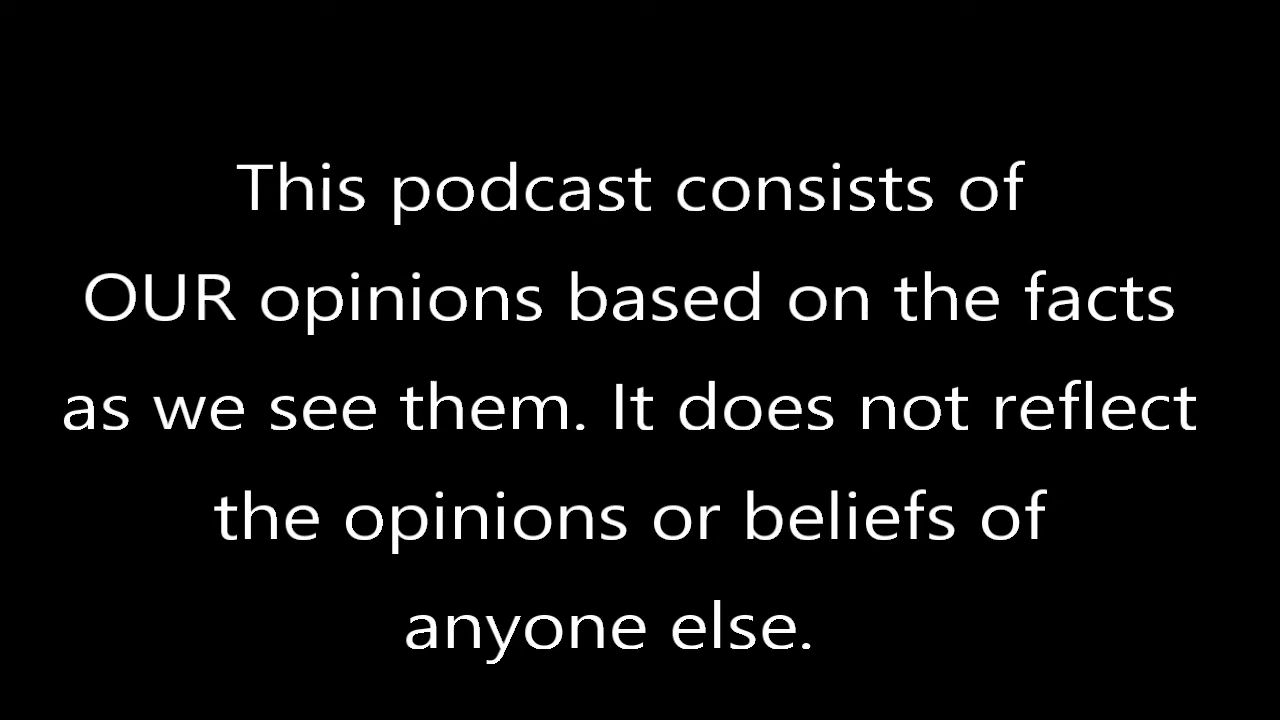 This podcast consists of
OUR opinions based on the facts
as we see them. It does not reflect
the opinions or beliefs of
anyone else.